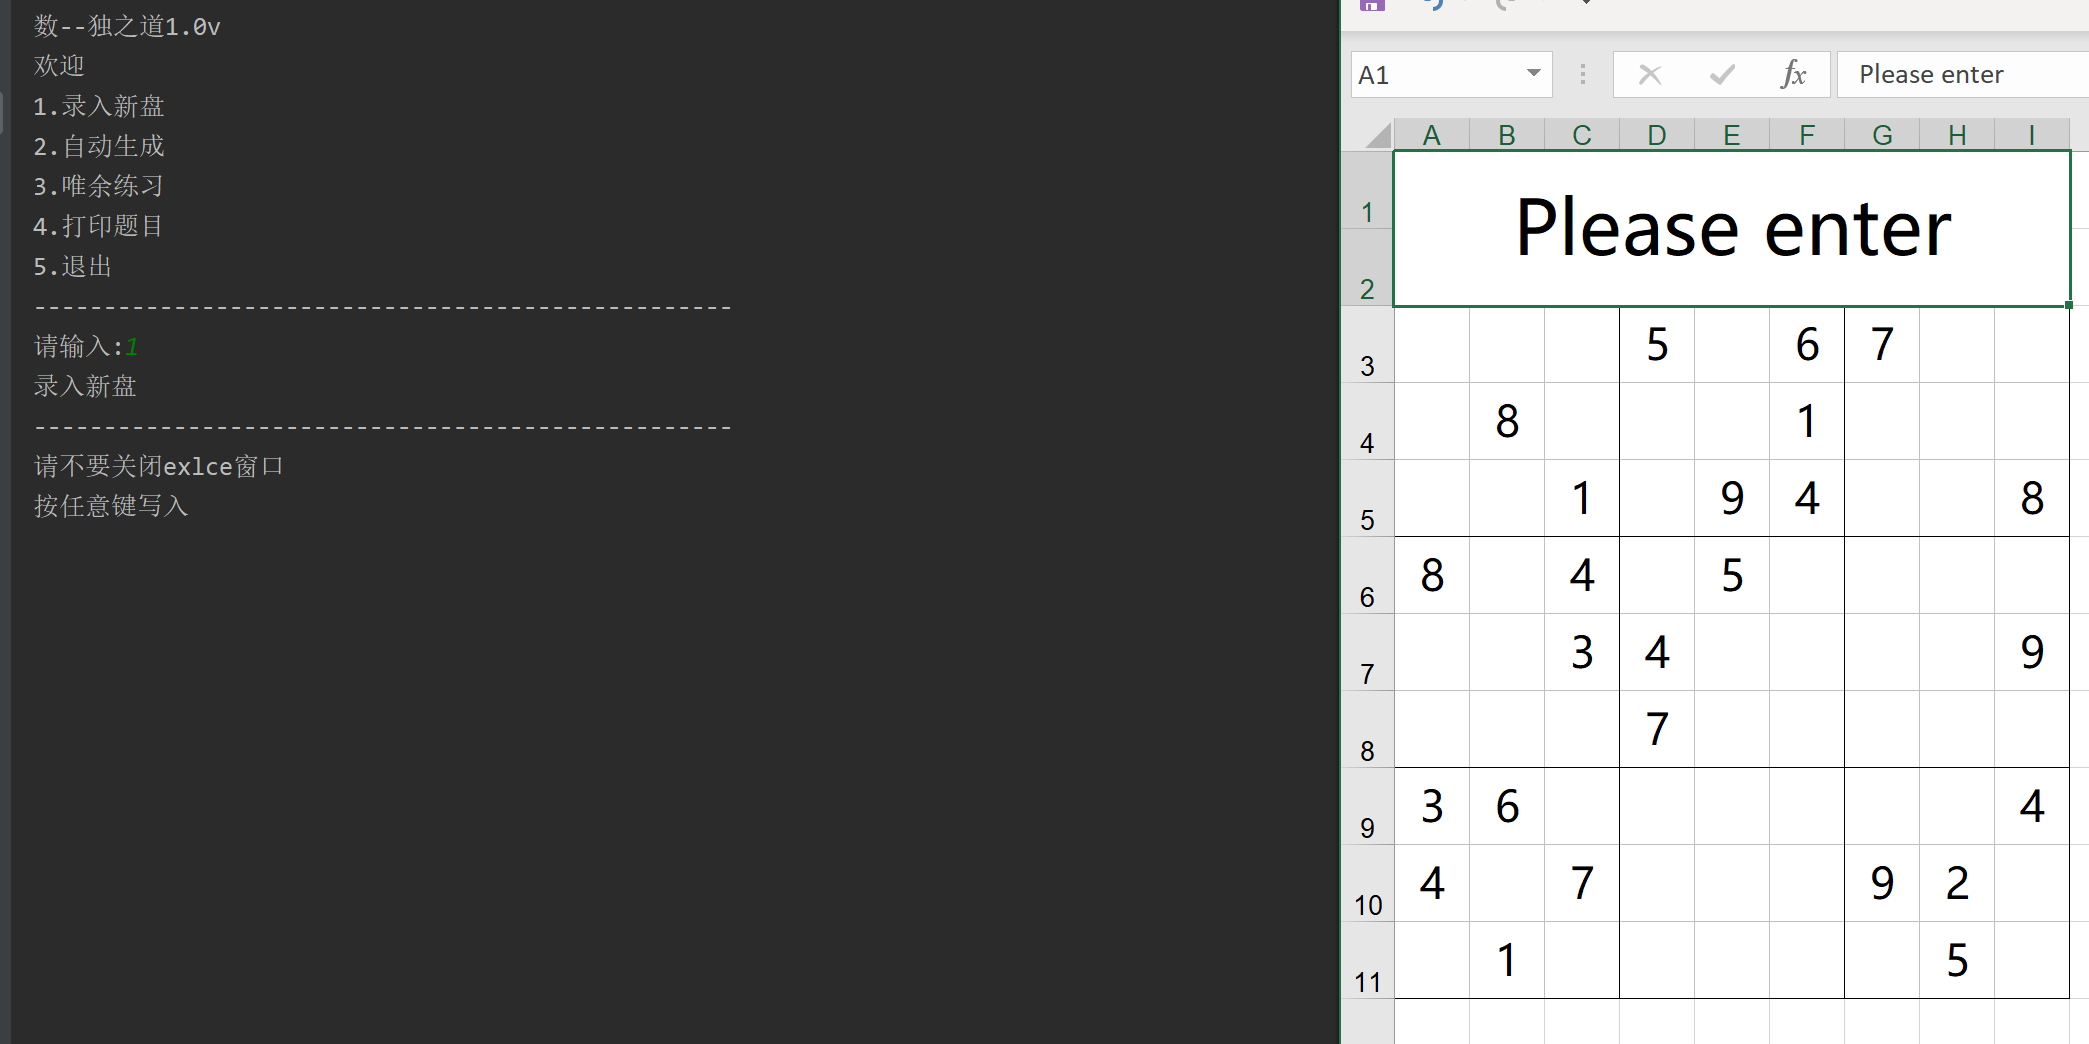 数--独之道1.0v
欢迎
1.录入新盘
2.自动生成
3.唯余练习
4.打印题目
5.退出
--------------------------------------------------
请输入:1
录入新盘
--------------------------------------------------
请不要关闭exlce窗口
按任意键写入
A1 fx Please enter
A B C D E F G H I
1
Please enter
2
3 5 6 7
4 8 1
5 1 9 4 8
6 8 4 5
7 3 4 9
8 7
9 3 6 4
10 4 7 9 2
11 1 5